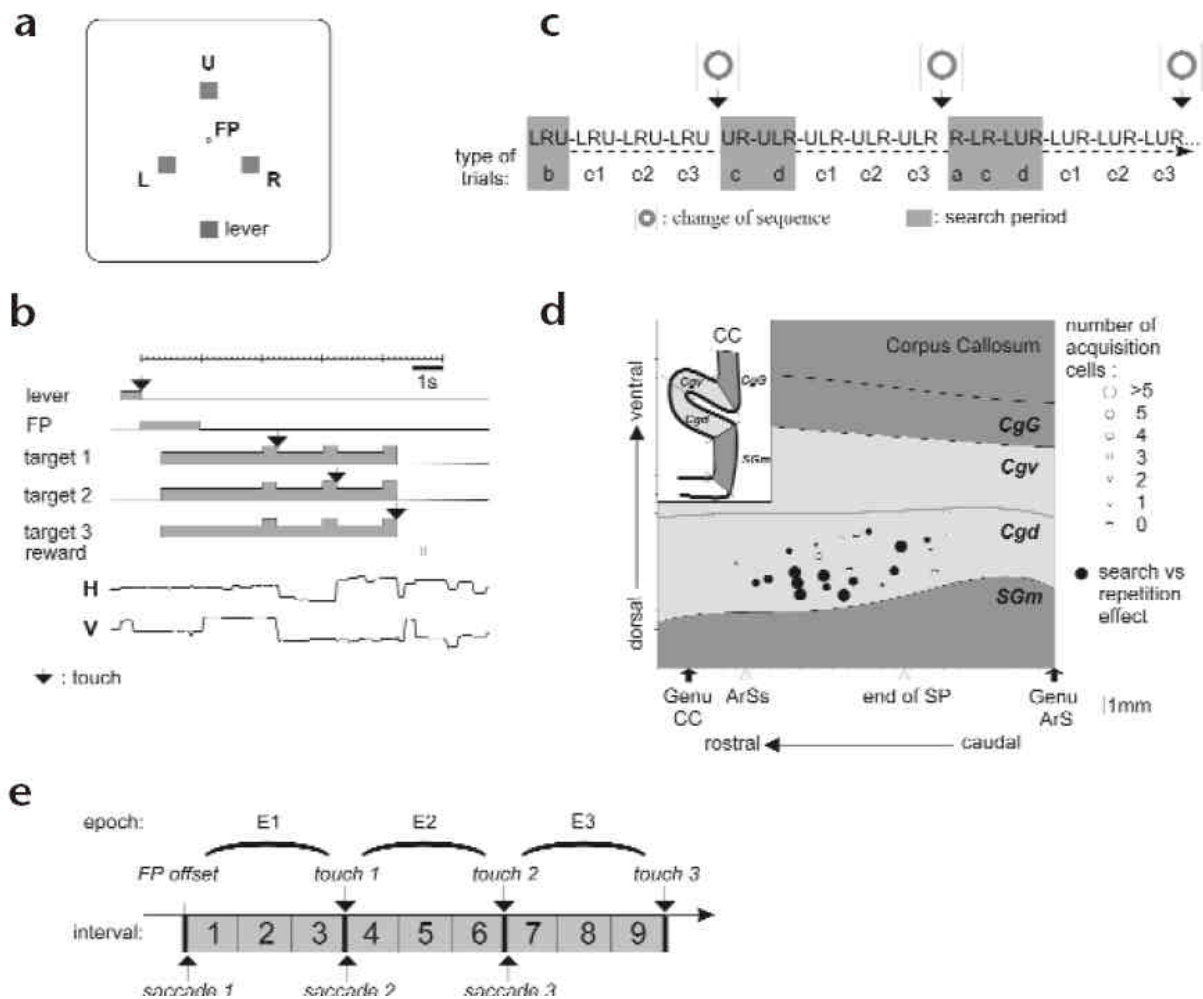 a
U
FP
L
R
lever
b
1s
lever
FP
target 1
target 2
target 3
reward
H
V
: touch
c
LRU-LRU-LRU-LRU UR-ULR-ULR-ULR-ULR R-LR-LUR-LUR-LUR-LUR...
type of
trials:
b c1 c2 c3 c d c1 c2 c3 a c d c1 c2 c3
: change of sequence
: search period
d
CC
Cgv
CgG
Cgd
SGm
Corpus Callosum
CgG
Cgv
Cgd
SGm
ventral
dorsal
number of
acquisition
cells :
>5
5
4
3
2
1
0
search vs
repetition
effect
Genu
CC
ArSs
end of SP
Genu
ArS
1mm
rostral
caudal
e
epoch:
E1 E2 E3
FP offset touch 1 touch 2 touch 3
interval: 1 2 3 4 5 6 7 8 9
saccade 1 saccade 2 saccade 3